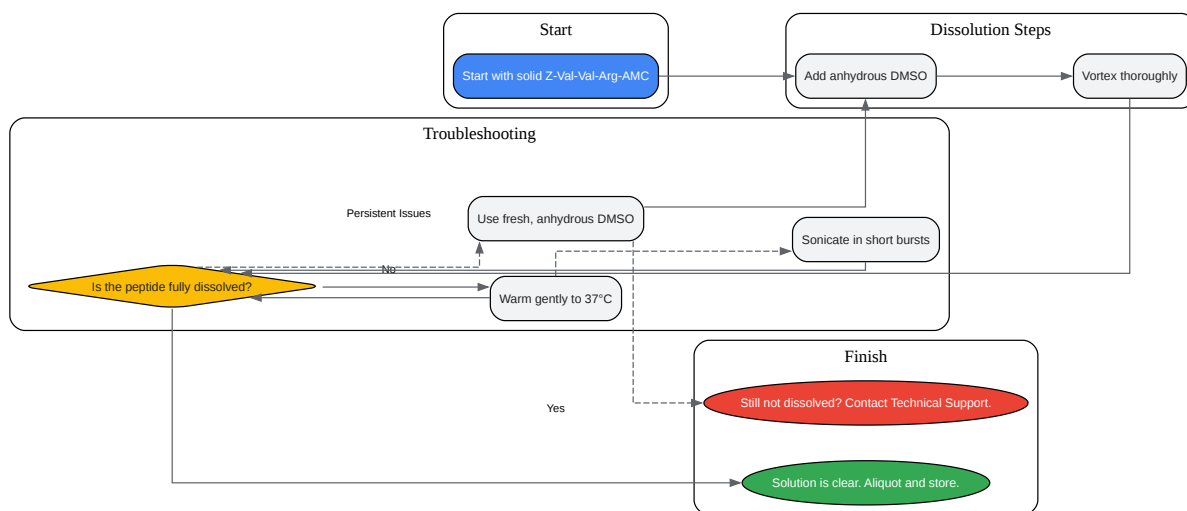 Start
Dissolution Steps
Start with solid Z-Val-Val-Arg-AMC
Add anhydrous DMSO
Vortex thoroughly
Troubleshooting
Persistent Issues
Use fresh, anhydrous DMSO
Sonicate in short bursts
No
Is the peptide fully dissolved?
Warm gently to 37°C
Finish
Still not dissolved? Contact Technical Support.
Yes
Solution is clear. Aliquot and store.